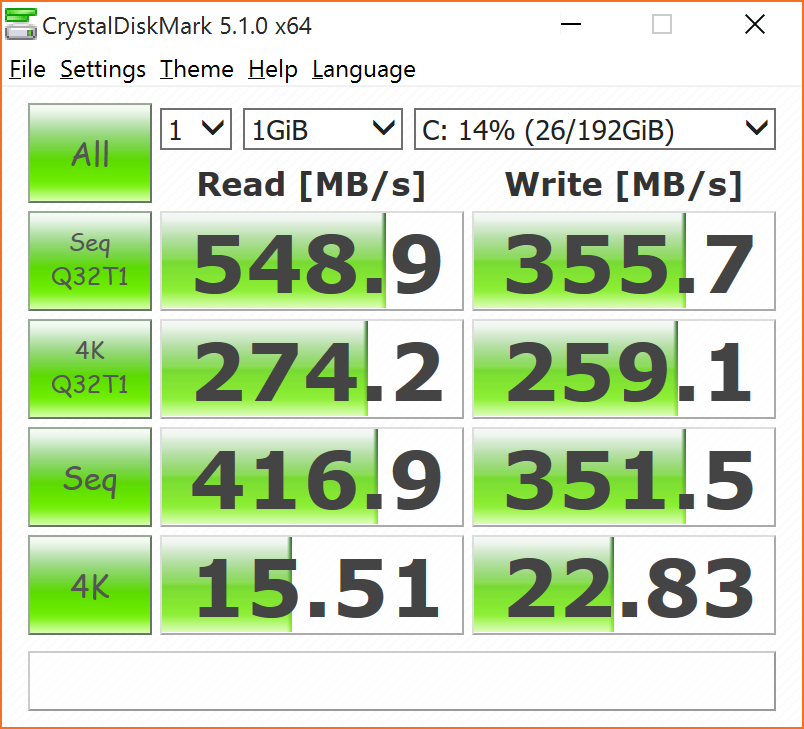 CrystalDiskMark 5.1.0 x64
File Settings Theme Help Language
All 1 1GiB C: 14% (26/192GiB)
Read [MB/s] Write [MB/s]
Seq
Q32T1 548.9 355.7
4K
Q32T1 274.2 259.1
Seq 416.9 351.5
4K 15.51 22.83